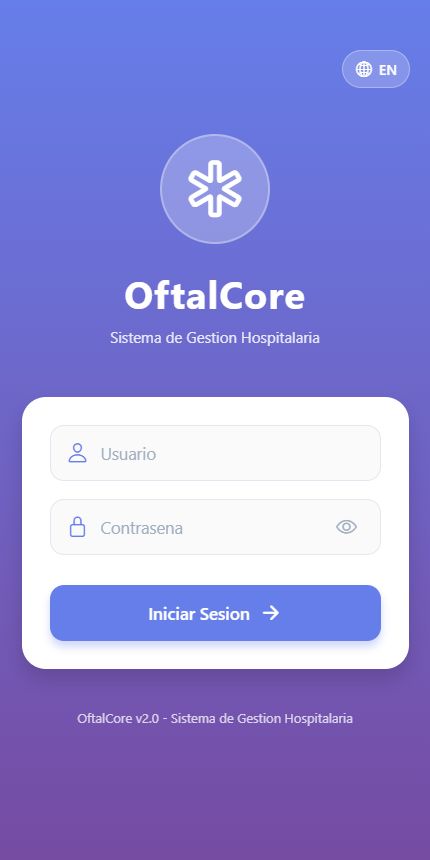 EN
OftalCore
Sistema de Gestion Hospitalaria
Usuario
Contrasena
Iniciar Sesion
OftalCore v2.0 - Sistema de Gestion Hospitalaria